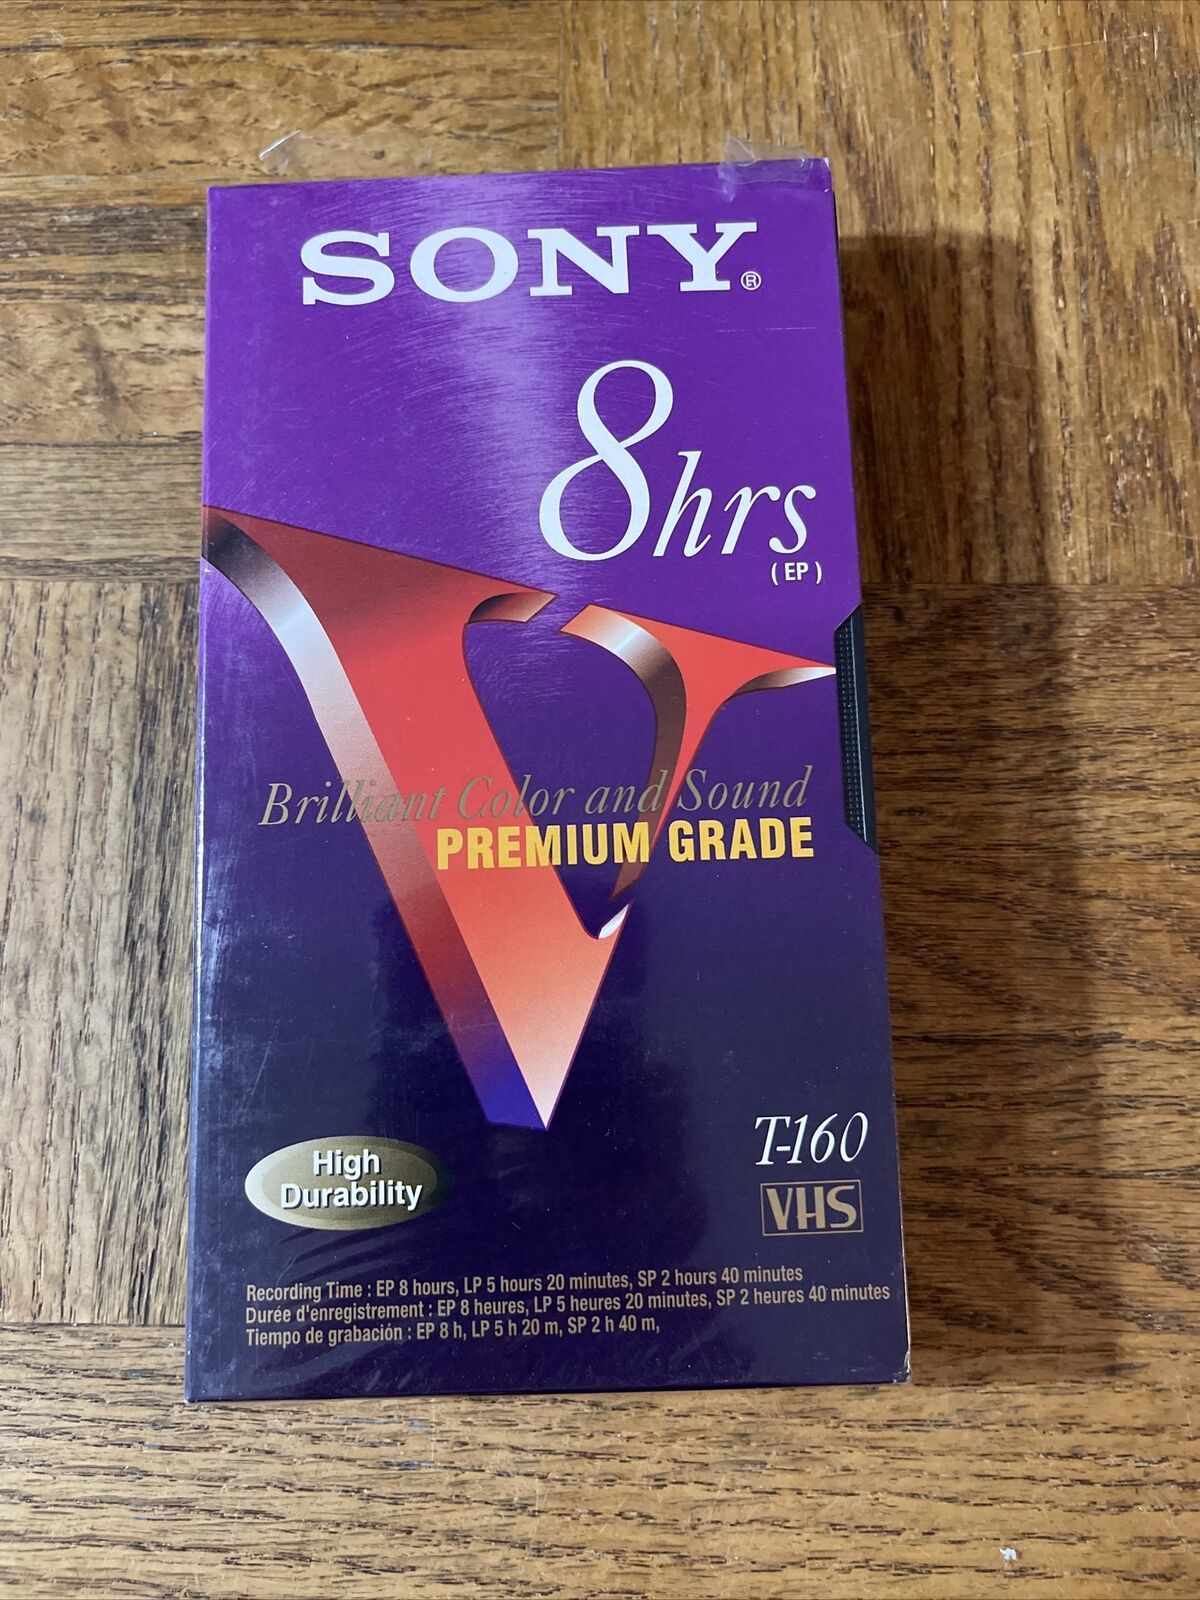 SONY®
8hrs
(EP)
Brilliant Color and Sound
PREMIUM GRADE
T-160
VHS
High
Durability
Recording Time : EP 8 hours, LP 5 hours 20 minutes, SP 2 hours 40 minutes
Durée d'enregistrement : EP 8 heures, LP 5 heures 20 minutes, SP 2 heures 40 minutes
Tiempo de grabación : EP 8 h, LP 5 h 20 m, SP 2 h 40 m,